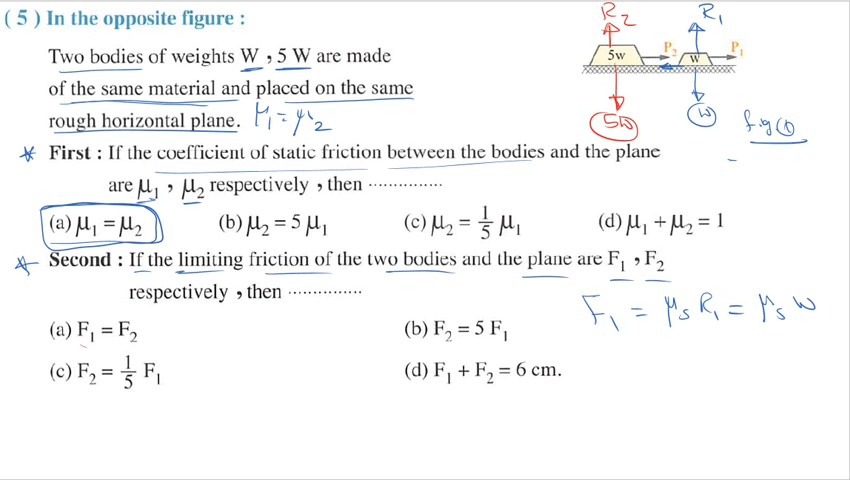 ( 5 ) In the opposite figure :
R₂ R₁
Two bodies of weights W , 5 W are made
5w P₂ w P₁
of the same material and placed on the same
rough horizontal plane. μ₁ = μ₂
5W W fig(1)
* First : If the coefficient of static friction between the bodies and the plane
are μ₁ , μ₂ respectively , then ...............
(a) μ₁ = μ₂ (b) μ₂ = 5 μ₁ (c) μ₂ = 1/5 μ₁ (d) μ₁ + μ₂ = 1
* Second : If the limiting friction of the two bodies and the plane are F₁ , F₂
respectively , then ...............
F₁ = μₛ R₁ = μₛ W
(a) F₁ = F₂ (b) F₂ = 5 F₁
(c) F₂ = 1/5 F₁ (d) F₁ + F₂ = 6 cm.